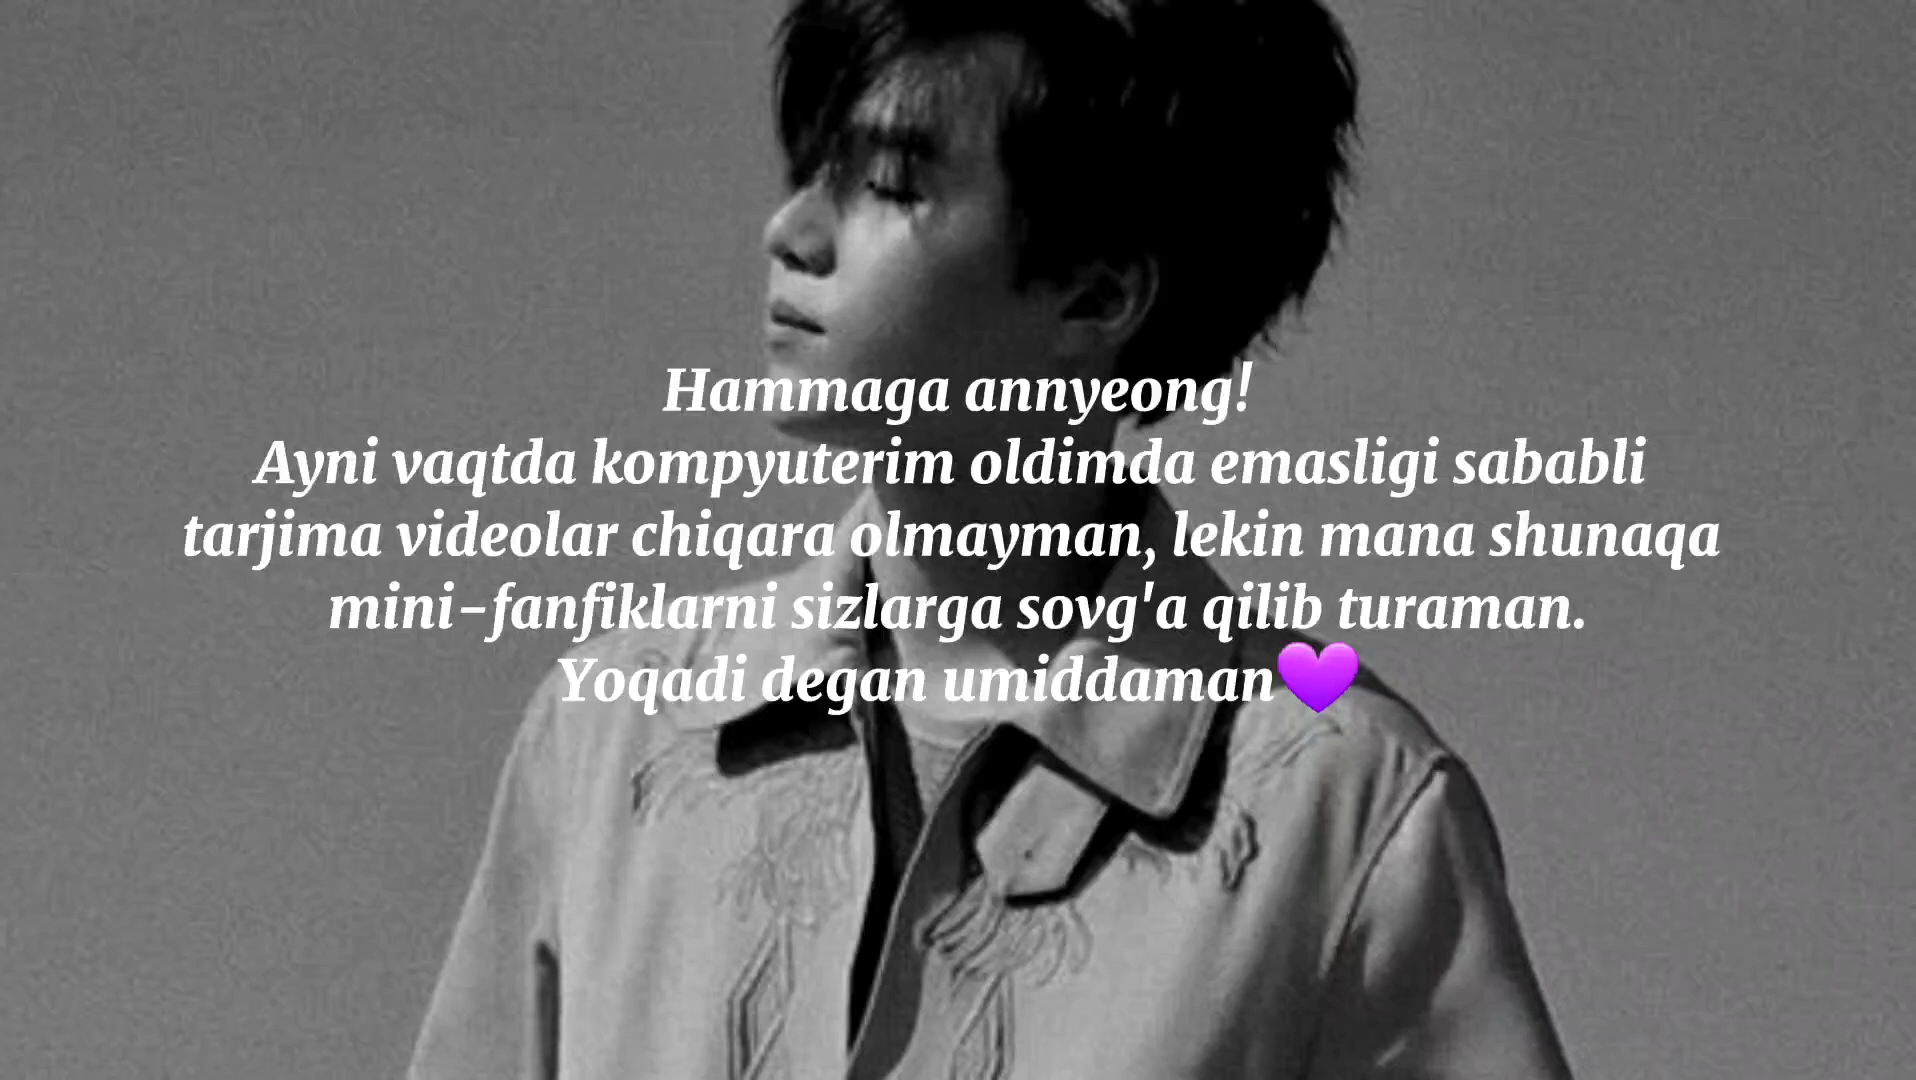 Hammaga annyeong!
Ayni vaqtda kompyuterim oldimda emasligi sababli
tarjima videolar chiqara olmayman, lekin mana shunaqa
mini-fanfiklarni sizlarga sovg'a qilib turaman.
Yoqadi degan umiddaman💜